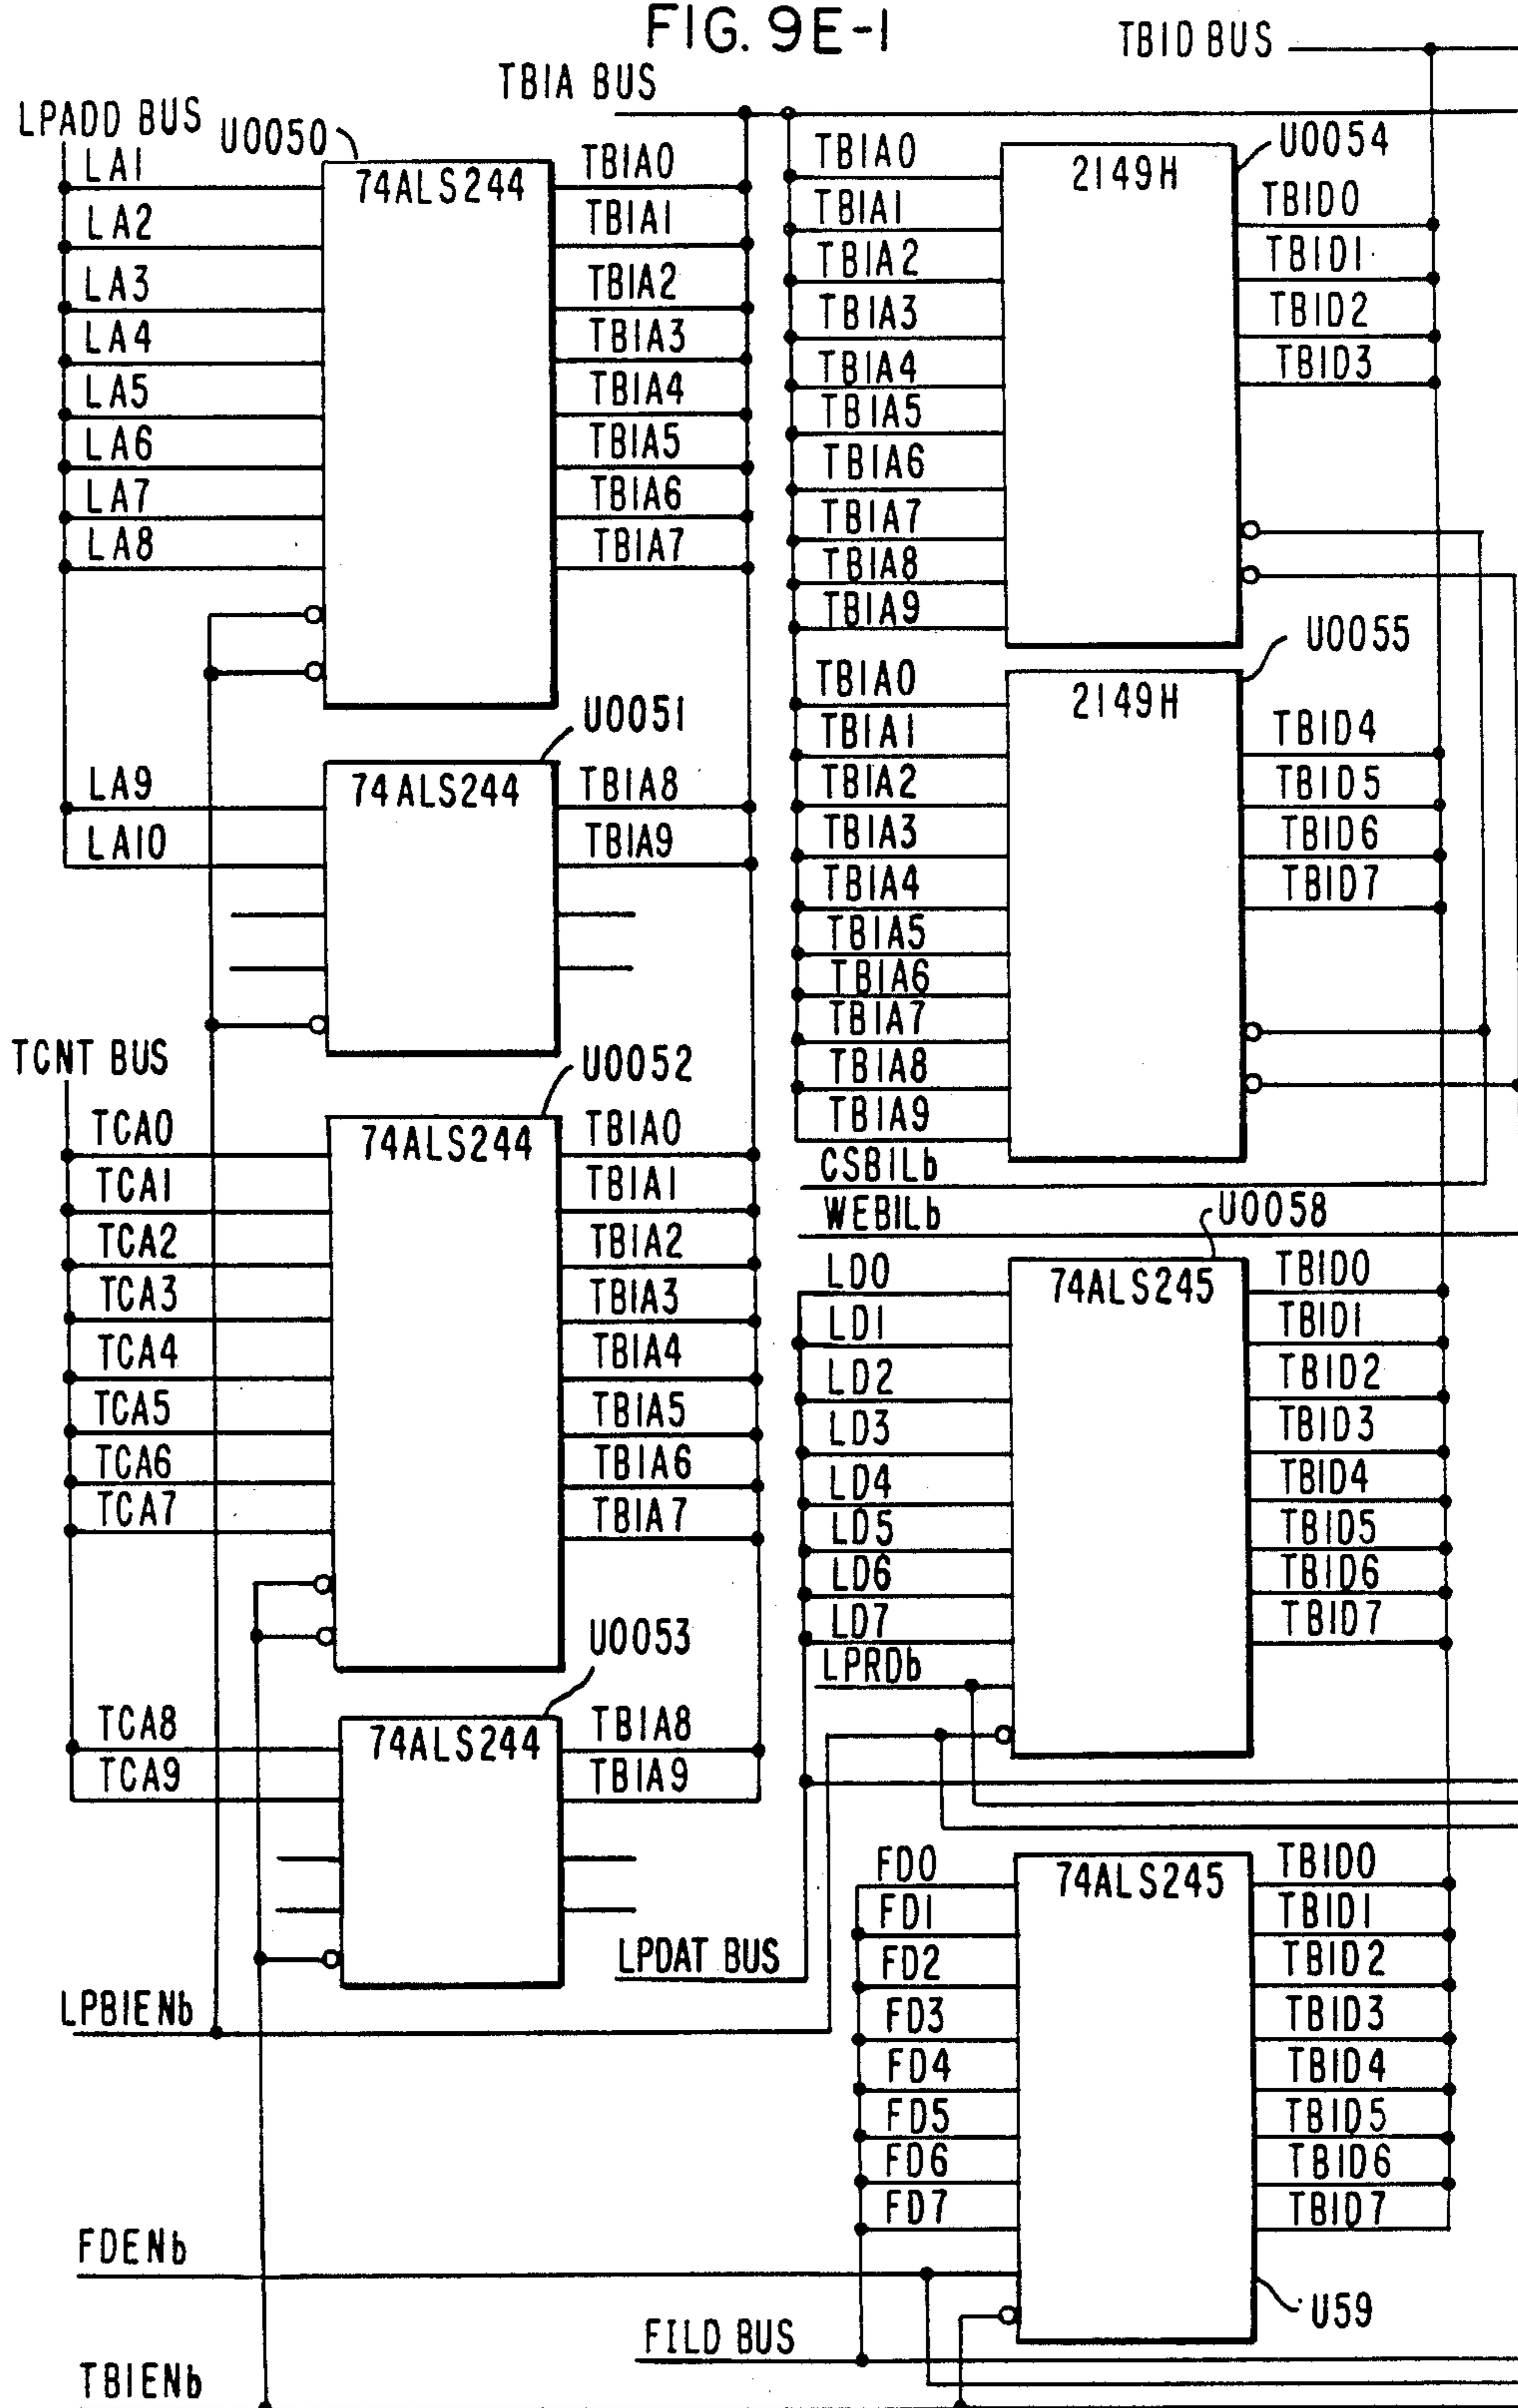 FIG. 9E-1
TBID BUS
TBIA BUS
LPADD BUS
U0050
74ALS244
LA1
LA2
LA3
LA4
LA5
LA6
LA7
LA8
TBIA0
TBIA1
TBIA2
TBIA3
TBIA4
TBIA5
TBIA6
TBIA7
U0051
74ALS244
LA9
LA10
TBIA8
TBIA9
TCNT BUS
U0052
74ALS244
TCA0
TCA1
TCA2
TCA3
TCA4
TCA5
TCA6
TCA7
TBIA0
TBIA1
TBIA2
TBIA3
TBIA4
TBIA5
TBIA6
TBIA7
U0053
74ALS244
TCA8
TCA9
TBIA8
TBIA9
LPBIENb
FDENb
TBIENb
U0054
2149H
TBIA0
TBIA1
TBIA2
TBIA3
TBIA4
TBIA5
TBIA6
TBIA7
TBIA8
TBIA9
TBID0
TBID1
TBID2
TBID3
U0055
2149H
TBIA0
TBIA1
TBIA2
TBIA3
TBIA4
TBIA5
TBIA6
TBIA7
TBIA8
TBIA9
TBID4
TBID5
TBID6
TBID7
CSBILb
WEBILb
U0058
74ALS245
LD0
LD1
LD2
LD3
LD4
LD5
LD6
LD7
LPRDb
TBID0
TBID1
TBID2
TBID3
TBID4
TBID5
TBID6
TBID7
LPDAT BUS
74ALS245
FD0
FD1
FD2
FD3
FD4
FD5
FD6
FD7
TBID0
TBID1
TBID2
TBID3
TBID4
TBID5
TBID6
TBID7
U59
FILD BUS